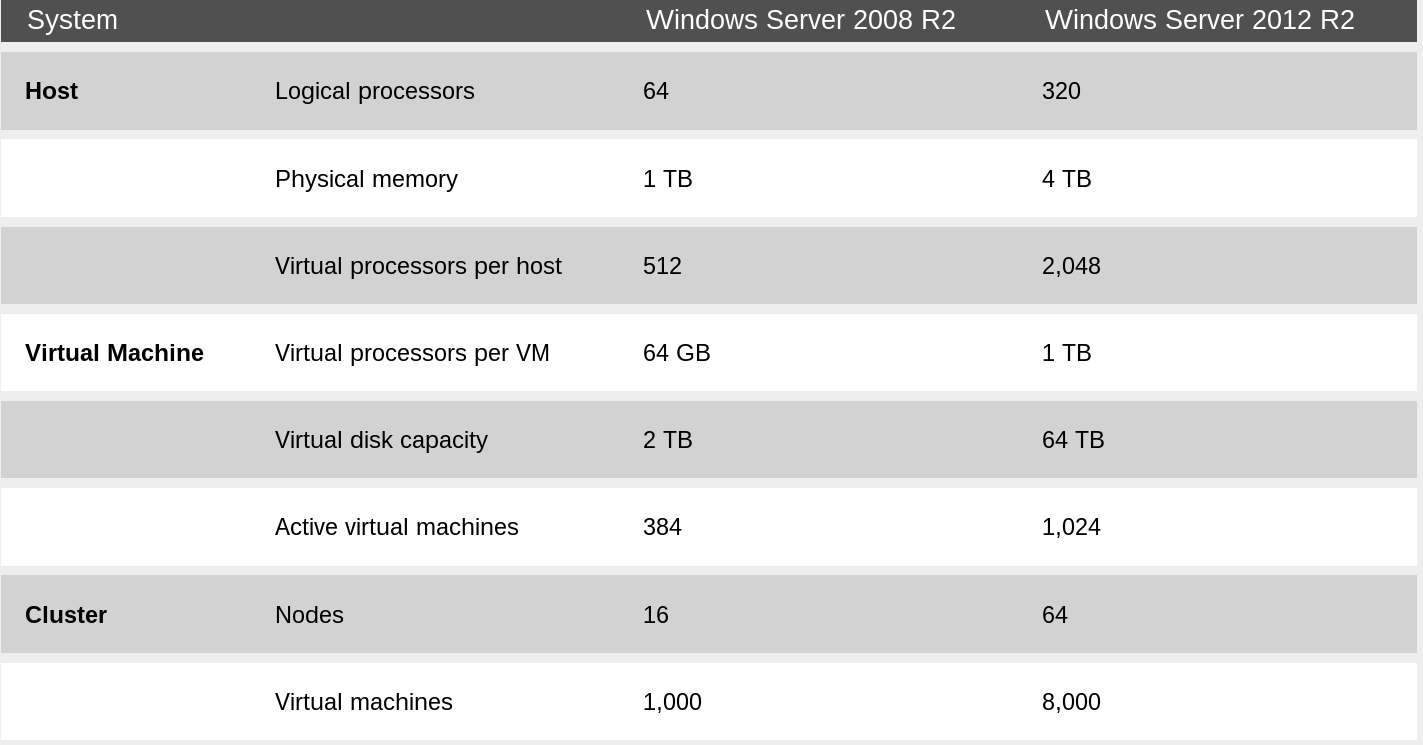 System Windows Server 2008 R2 Windows Server 2012 R2
Host Logical processors 64 320
Physical memory 1 TB 4 TB
Virtual processors per host 512 2,048
Virtual Machine Virtual processors per VM 64 GB 1 TB
Virtual disk capacity 2 TB 64 TB
Active virtual machines 384 1,024
Cluster Nodes 16 64
Virtual machines 1,000 8,000